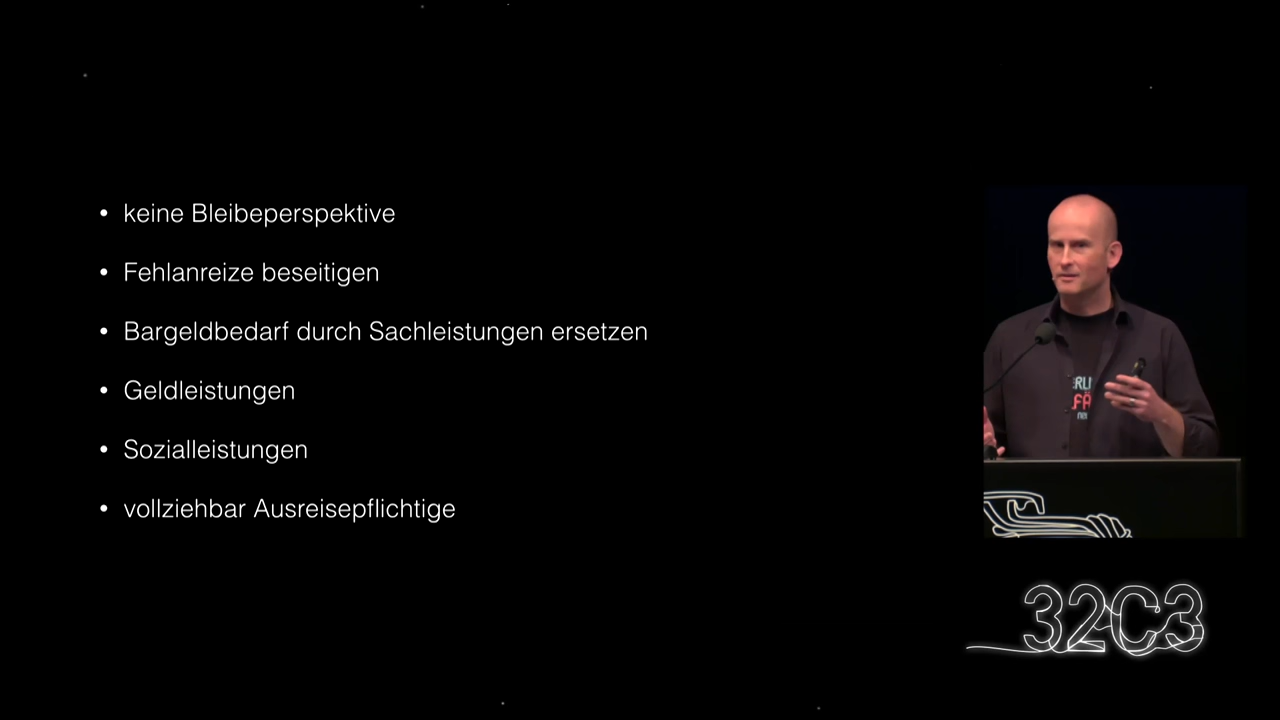 • keine Bleibeperspektive
• Fehlanreize beseitigen
• Bargeldbedarf durch Sachleistungen ersetzen
• Geldleistungen
• Sozialleistungen
• vollziehbar Ausreisepflichtige
32C3